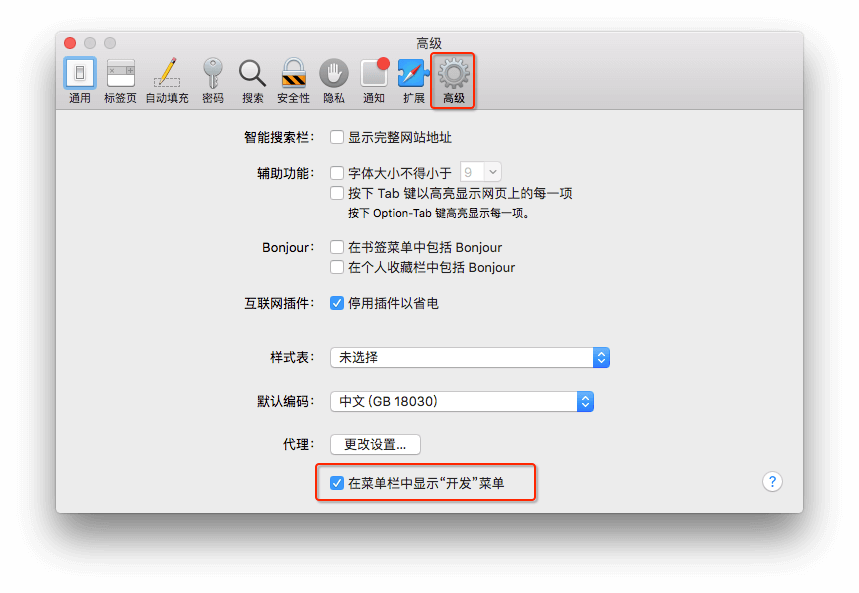 高级
通用 标签页 自动填充 密码 搜索 安全性 隐私 通知 扩展 高级
智能搜索栏： 显示完整网站地址
辅助功能： 字体大小不得小于 9
按下 Tab 键以高亮显示网页上的每一项
按下 Option-Tab 键高亮显示每一项。
Bonjour： 在书签菜单中包括 Bonjour
在个人收藏栏中包括 Bonjour
互联网插件： 停用插件以省电
样式表： 未选择
默认编码： 中文 (GB 18030)
代理： 更改设置...
在菜单栏中显示“开发”菜单
?